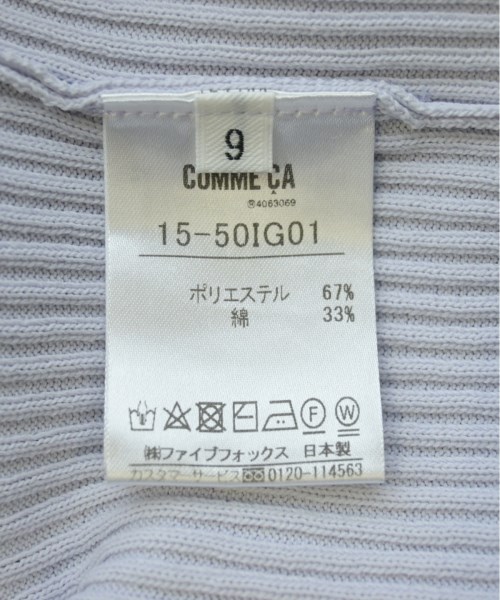 9
COMME ÇA
Ⓡ4063069
15-50IG01
ポリエステル 67%
綿 33%
F W
㈱ファイブフォックス 日本製
カスタマーサービス 0120-114563